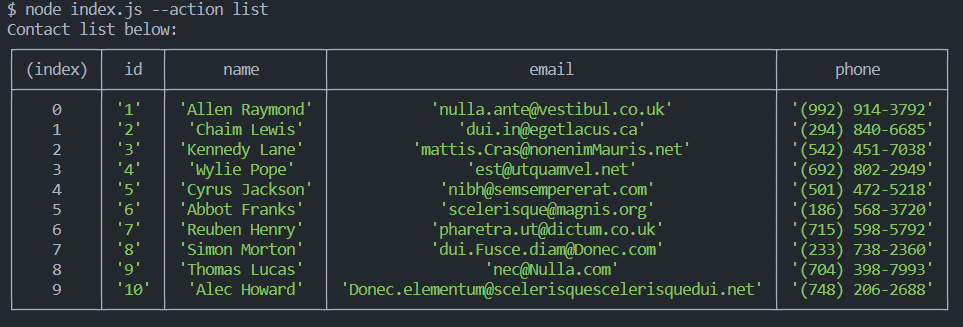 $ node index.js --action list
Contact list below:
(index) id name email phone
0 '1' 'Allen Raymond' 'nulla.ante@vestibul.co.uk' '(992) 914-3792'
1 '2' 'Chaim Lewis' 'dui.in@egetlacus.ca' '(294) 840-6685'
2 '3' 'Kennedy Lane' 'mattis.Cras@nonenimMauris.net' '(542) 451-7038'
3 '4' 'Wylie Pope' 'est@utquamvel.net' '(692) 802-2949'
4 '5' 'Cyrus Jackson' 'nibh@semsempererat.com' '(501) 472-5218'
5 '6' 'Abbot Franks' 'scelerisque@magnis.org' '(186) 568-3720'
6 '7' 'Reuben Henry' 'pharetra.ut@dictum.co.uk' '(715) 598-5792'
7 '8' 'Simon Morton' 'dui.Fusce.diam@Donec.com' '(233) 738-2360'
8 '9' 'Thomas Lucas' 'nec@Nulla.com' '(704) 398-7993'
9 '10' 'Alec Howard' 'Donec.elementum@scelerisquescelerisquedui.net' '(748) 206-2688'